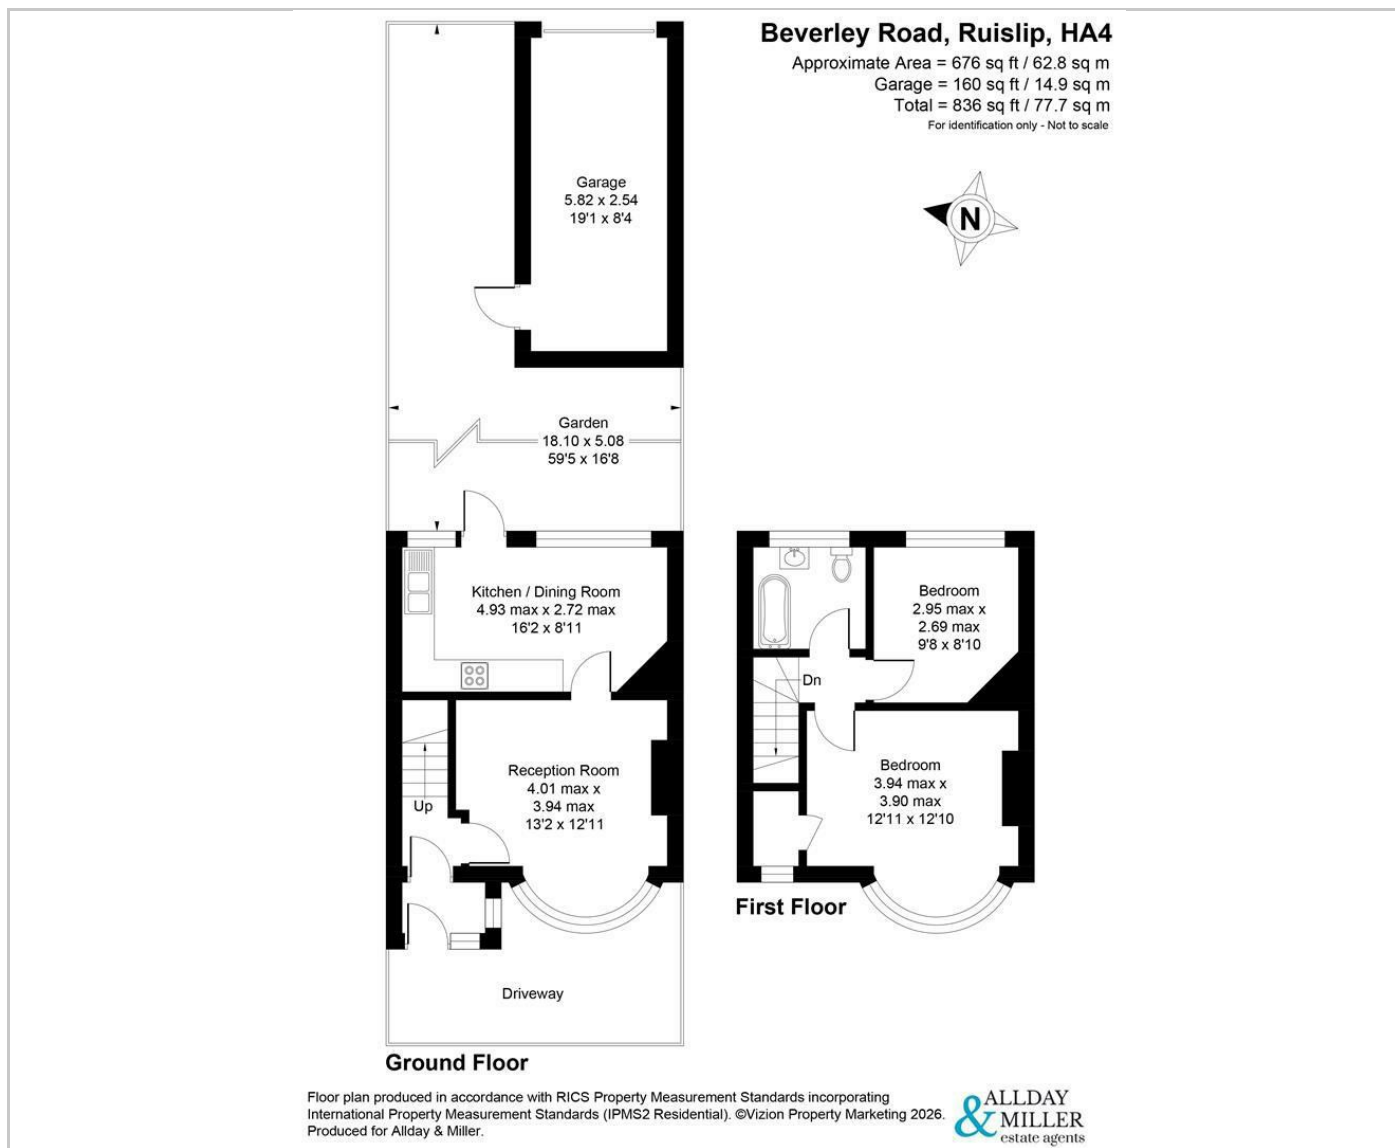 Beverley Road, Ruislip, HA4
Approximate Area = 676 sq ft / 62.8 sq m
Garage = 160 sq ft / 14.9 sq m
Total = 836 sq ft / 77.7 sq m
For identification only - Not to scale
N
Garage
5.82 x 2.54
19'1 x 8'4
Garden
18.10 x 5.08
59'5 x 16'8
Kitchen / Dining Room
4.93 max x 2.72 max
16'2 x 8'11
Reception Room
4.01 max x
3.94 max
13'2 x 12'11
Up
Driveway
Ground Floor
Bedroom
2.95 max x
2.69 max
9'8 x 8'10
Dn
Bedroom
3.94 max x
3.90 max
12'11 x 12'10
First Floor
Floor plan produced in accordance with RICS Property Measurement Standards incorporating
International Property Measurement Standards (IPMS2 Residential). ©Vizion Property Marketing 2026.
Produced for Allday & Miller.
ALLDAY
& MILLER
estate agents